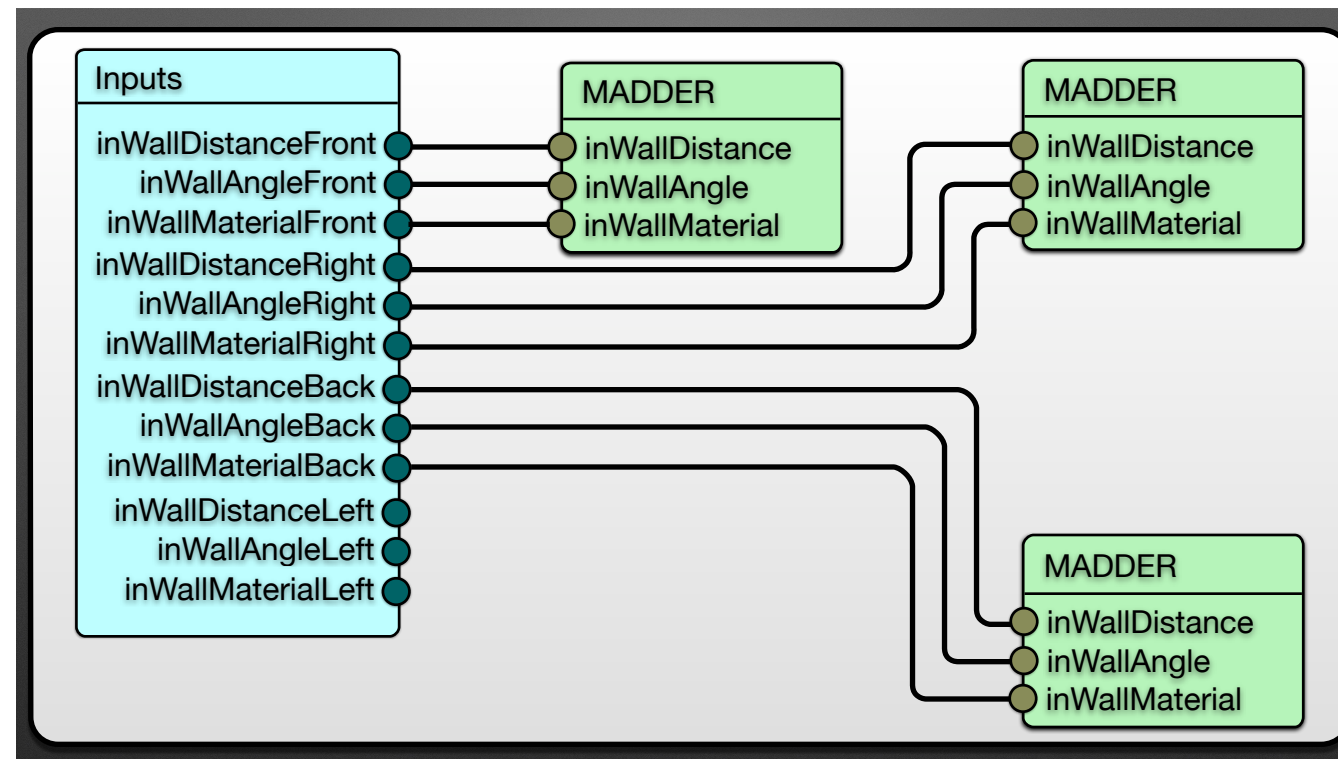 Inputs
inWallDistanceFront
inWallAngleFront
inWallMaterialFront
inWallDistanceRight
inWallAngleRight
inWallMaterialRight
inWallDistanceBack
inWallAngleBack
inWallMaterialBack
inWallDistanceLeft
inWallAngleLeft
inWallMaterialLeft
MADDER
inWallDistance
inWallAngle
inWallMaterial
MADDER
inWallDistance
inWallAngle
inWallMaterial
MADDER
inWallDistance
inWallAngle
inWallMaterial